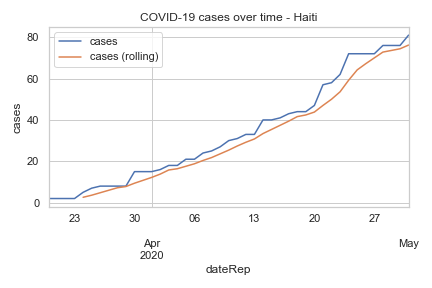 COVID-19 cases over time - Haiti
cases
cases (rolling)
80
60
40
20
0
cases
23
30
06
13
20
27
Apr
2020
May
dateRep